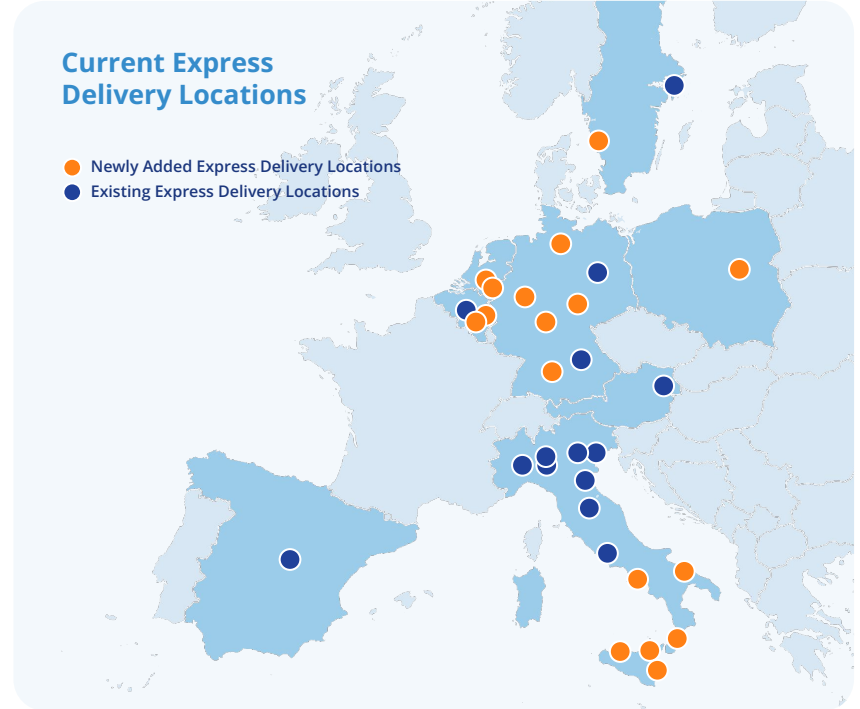 Current Express
Delivery Locations
Newly Added Express Delivery Locations
Existing Express Delivery Locations